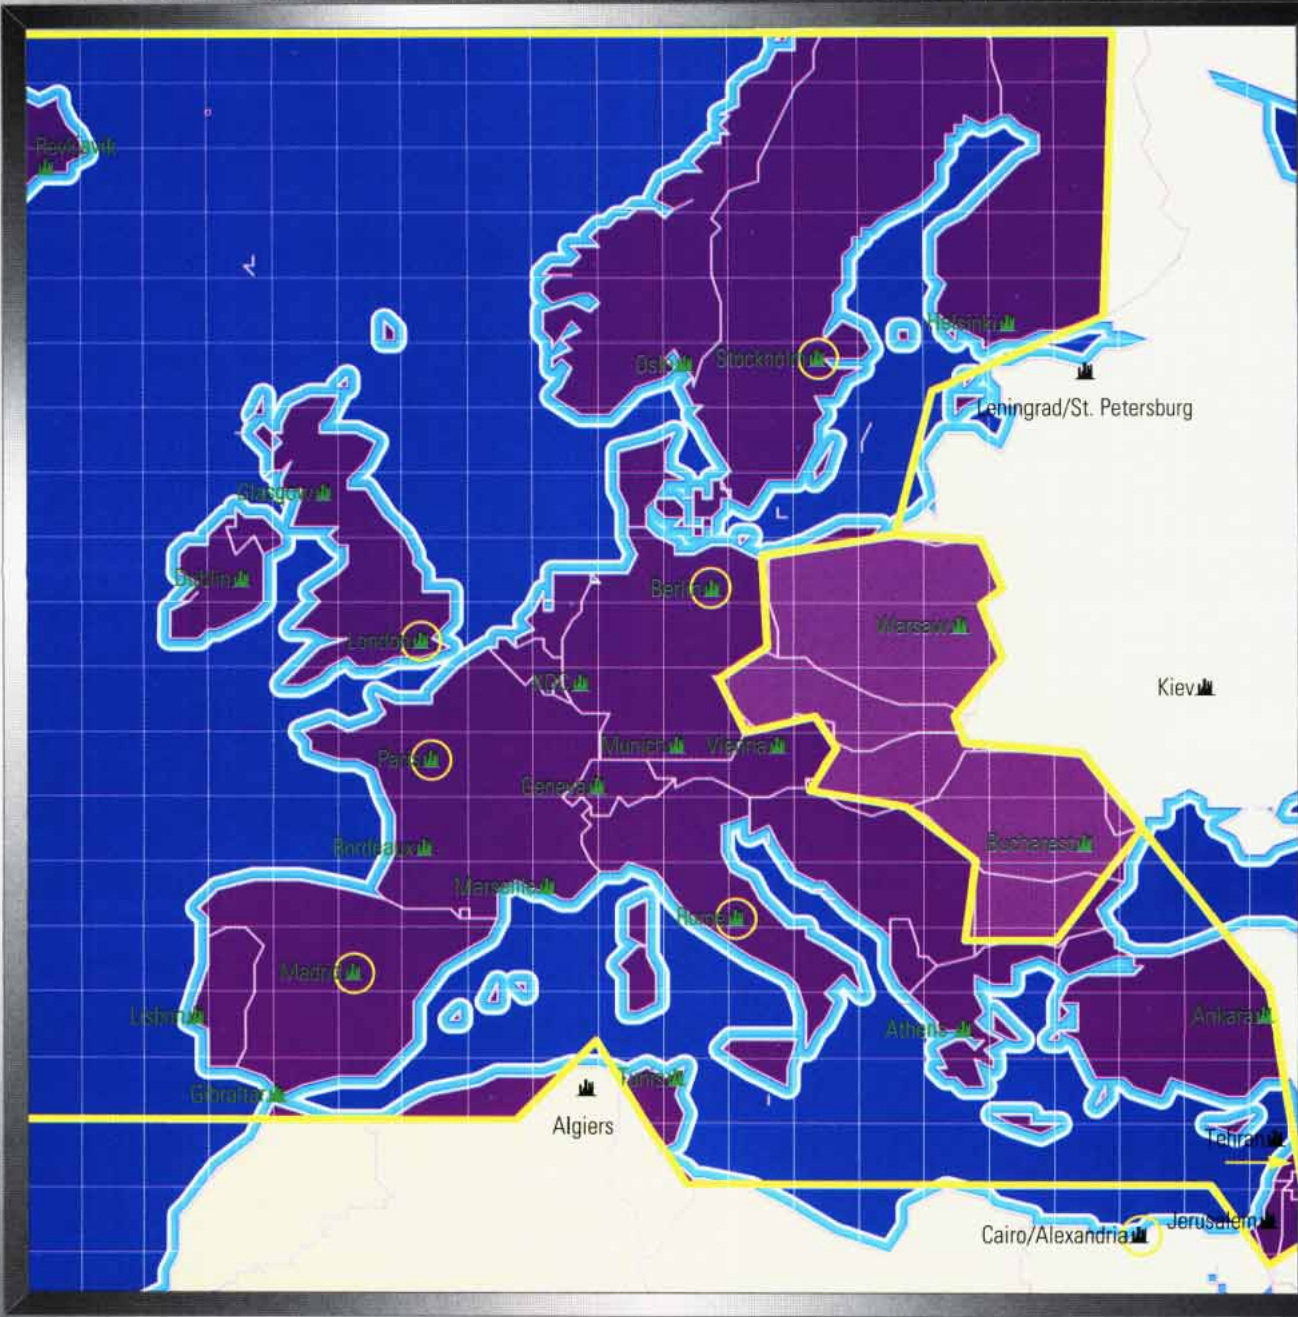 Reykjavik
Helsinki
Oslo
Stockholm
Leningrad/St. Petersburg
Glasgow
Dublin
Berlin
Warsaw
London
KDC
Kiev
Munich
Vienna
Paris
Geneva
Bordeaux
Bucharest
Marseille
Rome
Madrid
Lisbon
Ankara
Athens
Tunis
Gibraltar
Algiers
Tehran
Jerusalem
Cairo/Alexandria